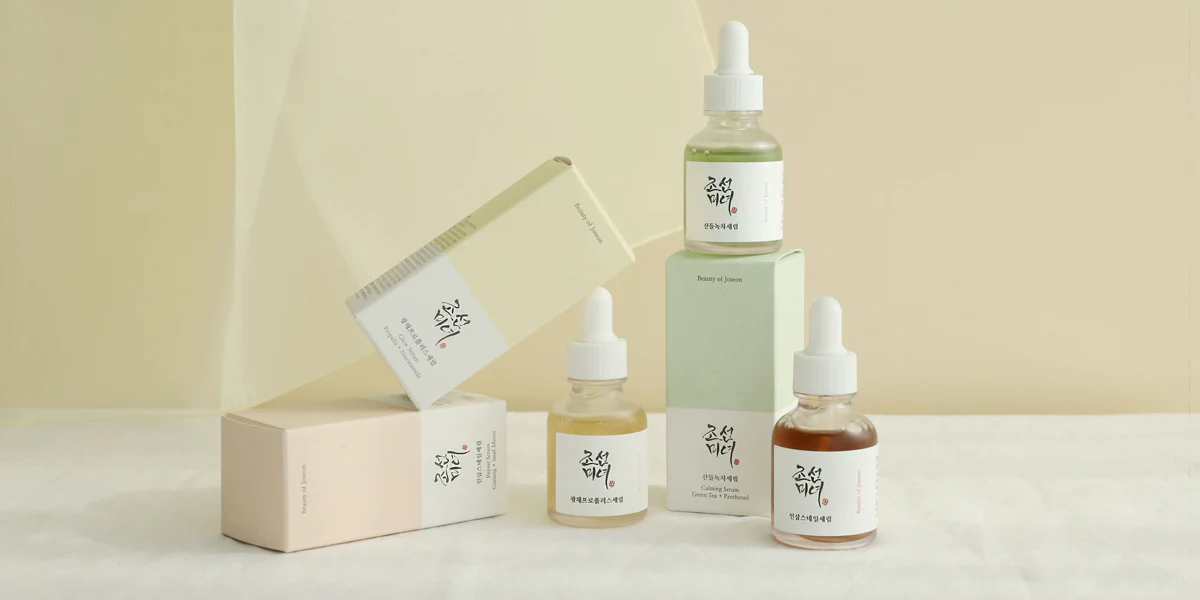 조선
미녀
Beauty of Joseon
산들녹차세럼
Beauty of Joseon
조선
미녀
광채프로폴리스세럼
Glow Serum
Propolis + Niacinamide
Beauty of Joseon
조선
미녀
인삼스네일세럼
Repair Serum
Ginseng + Snail Mucin
조선
미녀
광채프로폴리스세럼
Beauty of Joseon
조선
미녀
산들녹차세럼
Calming Serum
Green Tea + Panthenol
조선
미녀
Beauty of Joseon
인삼스네일세럼